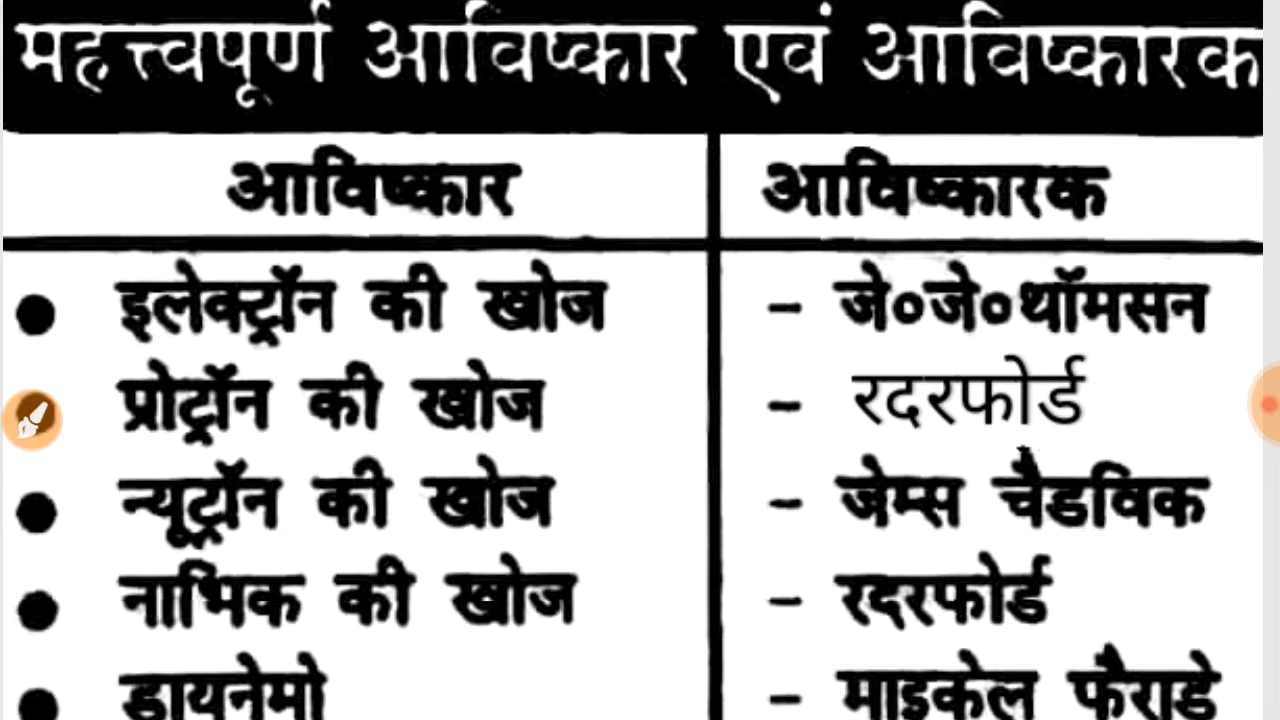 महत्त्वपूर्ण आविष्कार एवं आविष्कारक
आविष्कार आविष्कारक
• इलेक्ट्रॉन की खोज – जे०जे०थॉमसन
प्रोट्रॉन की खोज – रदरफोर्ड
• न्यूट्रॉन की खोज – जेम्स चैडविक
• नाभिक की खोज – रदरफोर्ड
• डायनेमो – माइकेल फैराडे